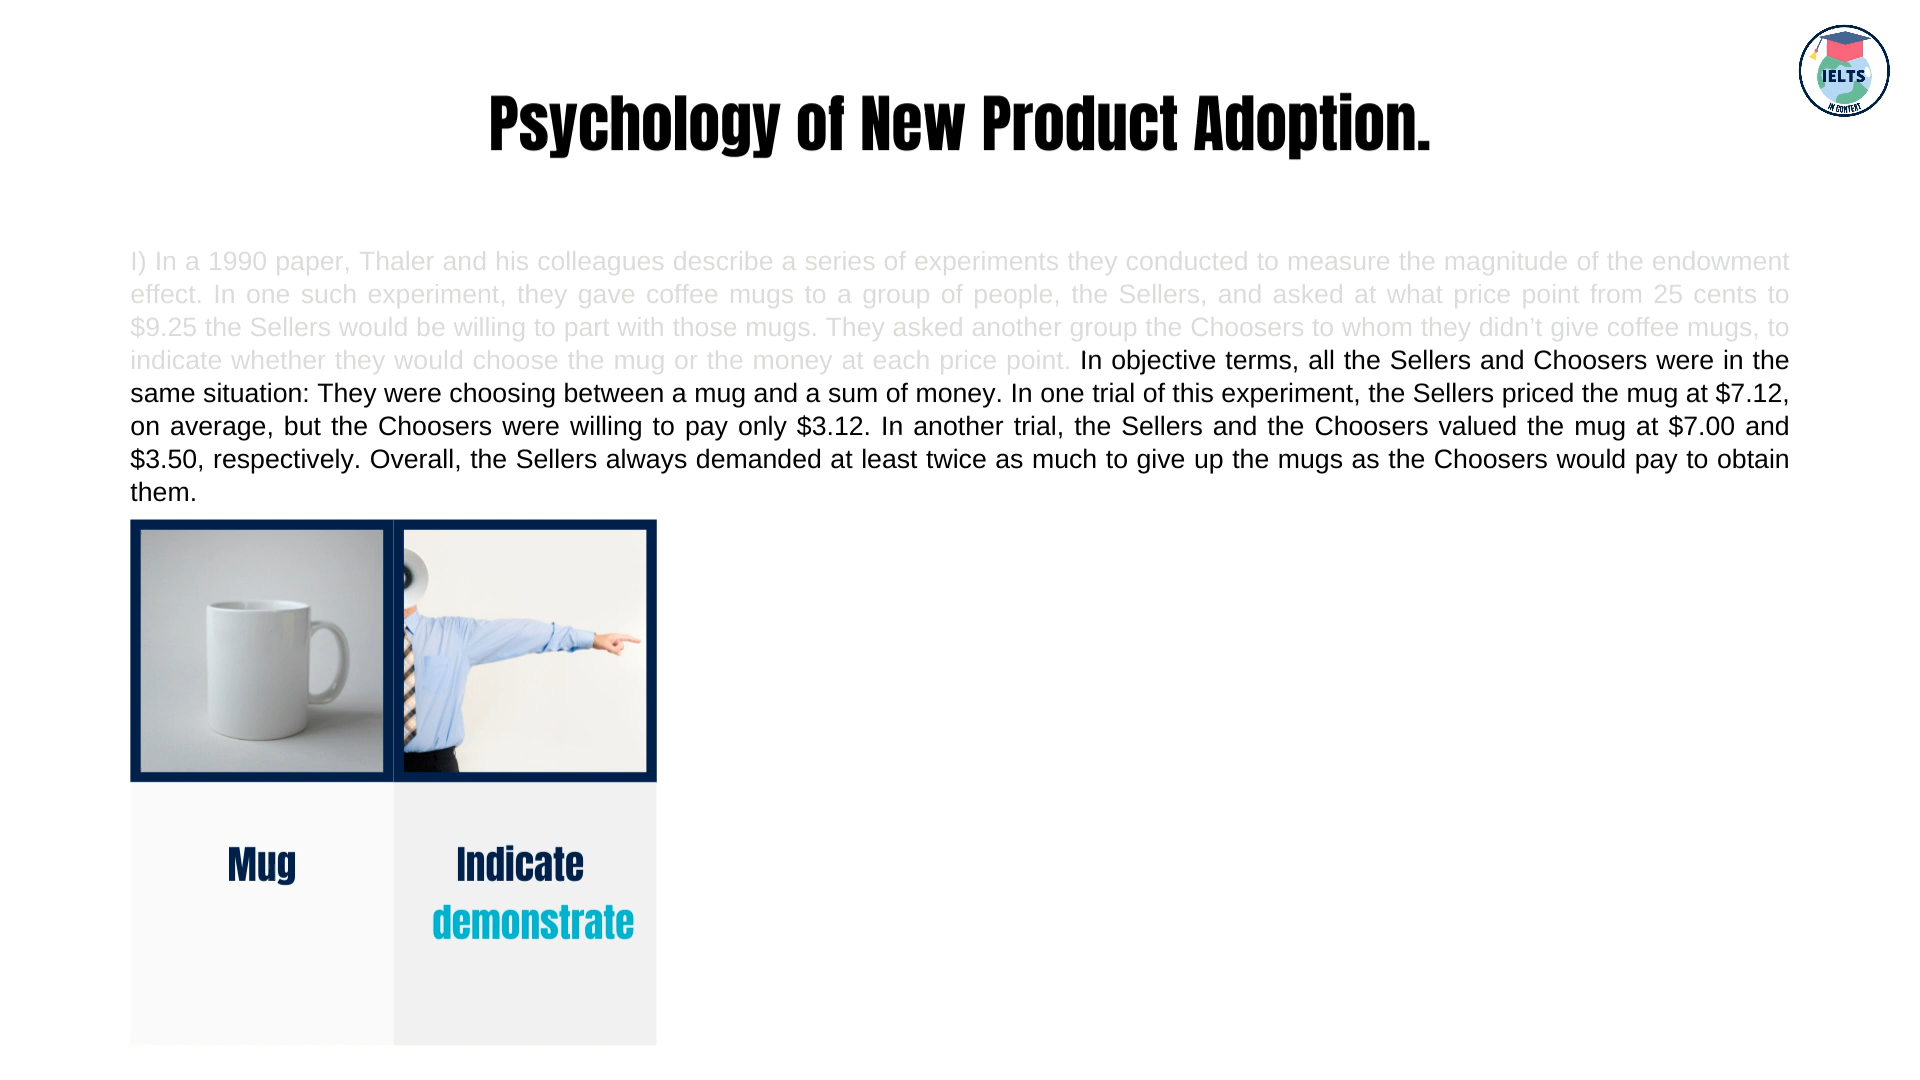 IELTS
IN CONTEXT
Psychology of New Product Adoption.
I) In a 1990 paper, Thaler and his colleagues describe a series of experiments they conducted to measure the magnitude of the endowment
effect. In one such experiment, they gave coffee mugs to a group of people, the Sellers, and asked at what price point from 25 cents to
$9.25 the Sellers would be willing to part with those mugs. They asked another group the Choosers to whom they didn’t give coffee mugs, to
indicate whether they would choose the mug or the money at each price point. In objective terms, all the Sellers and Choosers were in the
same situation: They were choosing between a mug and a sum of money. In one trial of this experiment, the Sellers priced the mug at $7.12,
on average, but the Choosers were willing to pay only $3.12. In another trial, the Sellers and the Choosers valued the mug at $7.00 and
$3.50, respectively. Overall, the Sellers always demanded at least twice as much to give up the mugs as the Choosers would pay to obtain
them.
Mug
Indicate
demonstrate